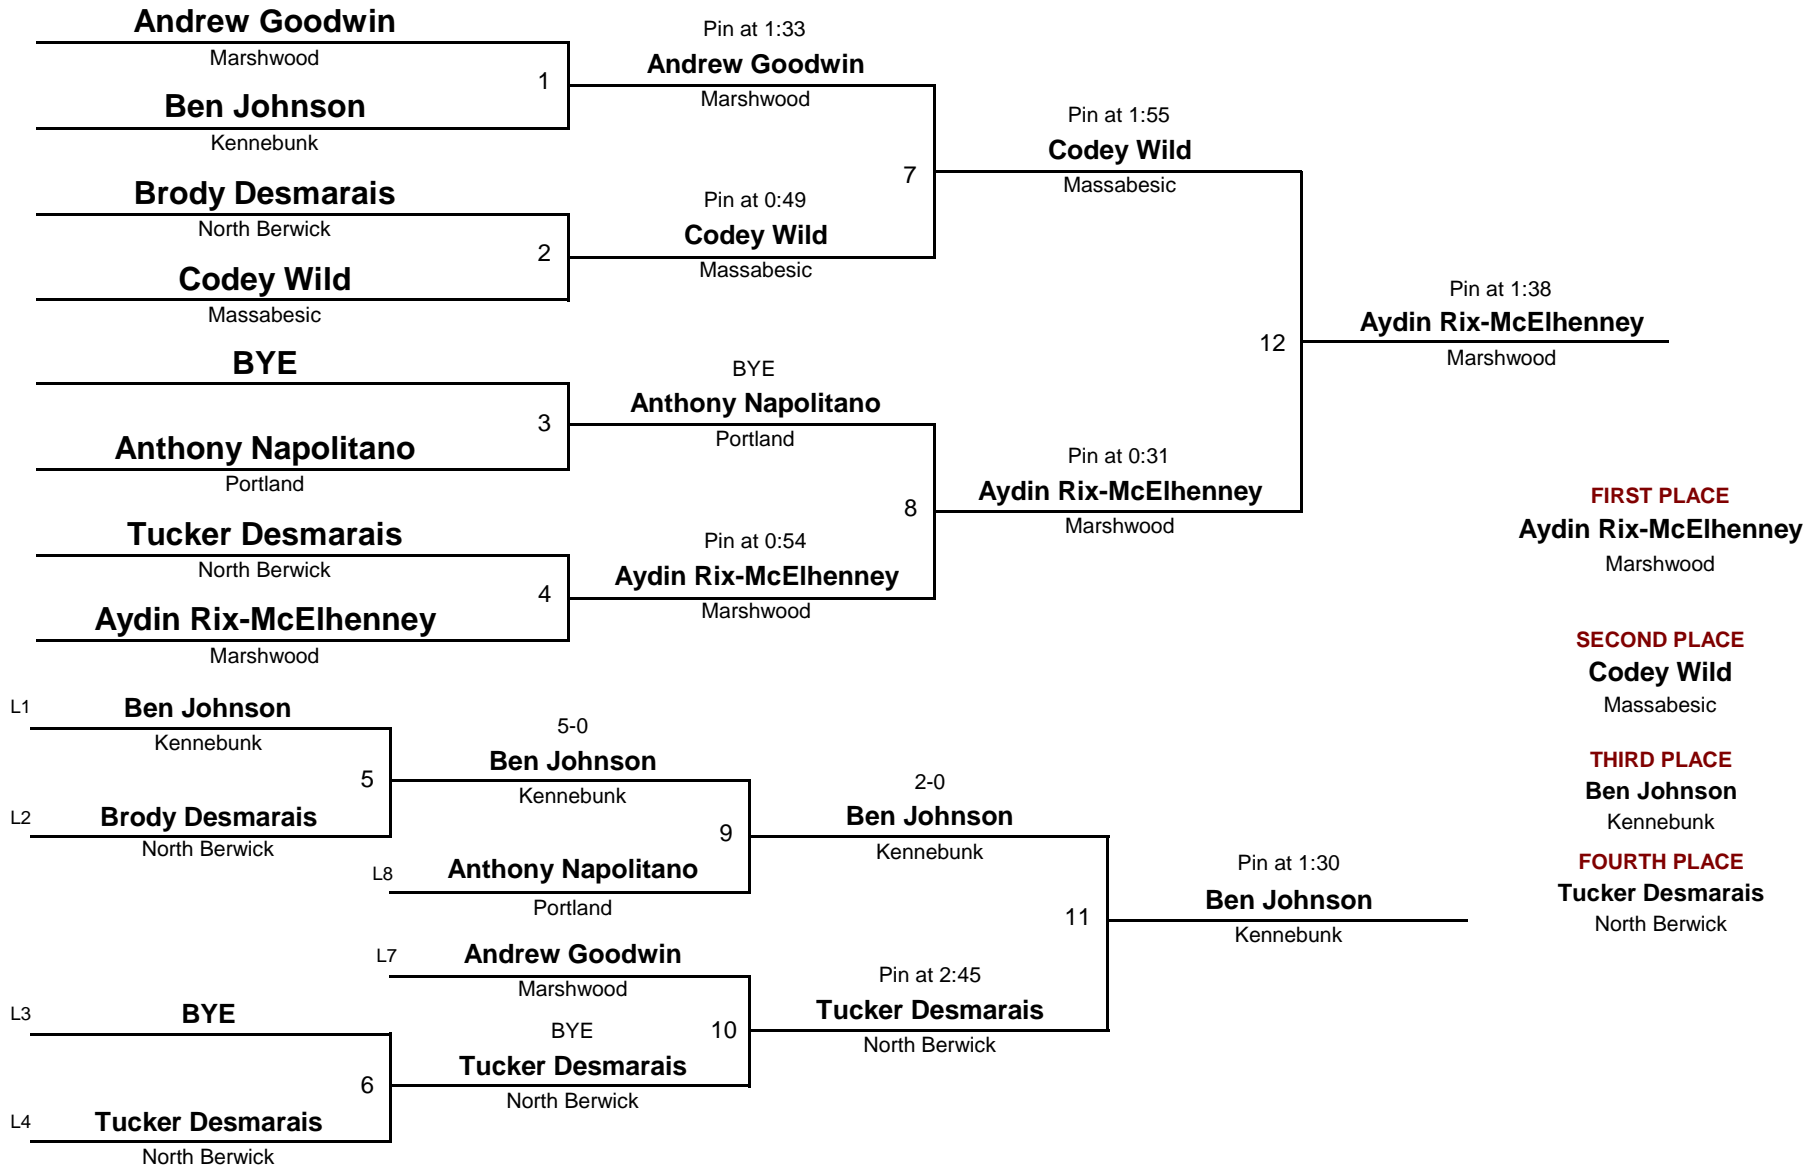 Andrew Goodwin
Marshwood
1
Ben Johnson
Kennebunk
Brody Desmarais
North Berwick
2
Codey Wild
Massabesic
BYE
3
Anthony Napolitano
Portland
Tucker Desmarais
North Berwick
4
Aydin Rix-McElhenney
Marshwood
Pin at 1:33
Andrew Goodwin
Marshwood
7
Pin at 0:49
Codey Wild
Massabesic
BYE
Anthony Napolitano
Portland
8
Pin at 0:54
Aydin Rix-McElhenney
Marshwood
Pin at 1:55
Codey Wild
Massabesic
12
Pin at 0:31
Aydin Rix-McElhenney
Marshwood
Pin at 1:38
Aydin Rix-McElhenney
Marshwood
L1
Ben Johnson
Kennebunk
5
L2
Brody Desmarais
North Berwick
L3
BYE
6
L4
Tucker Desmarais
North Berwick
5-0
Ben Johnson
Kennebunk
9
L8
Anthony Napolitano
Portland
L7
Andrew Goodwin
Marshwood
10
BYE
Tucker Desmarais
North Berwick
2-0
Ben Johnson
Kennebunk
11
Pin at 2:45
Tucker Desmarais
North Berwick
Pin at 1:30
Ben Johnson
Kennebunk
FIRST PLACE
Aydin Rix-McElhenney
Marshwood
SECOND PLACE
Codey Wild
Massabesic
THIRD PLACE
Ben Johnson
Kennebunk
FOURTH PLACE
Tucker Desmarais
North Berwick